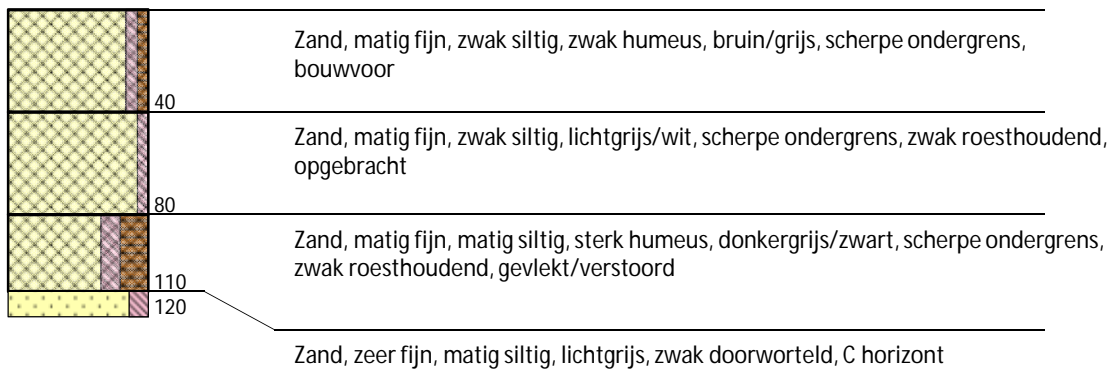 Zand, matig fijn, zwak siltig, zwak humeus, bruin/grijs, scherpe ondergrens,
bouwvoor
40
Zand, matig fijn, zwak siltig, lichtgrijs/wit, scherpe ondergrens, zwak roesthoudend,
opgebracht
80
Zand, matig fijn, matig siltig, sterk humeus, donkergrijs/zwart, scherpe ondergrens,
zwak roesthoudend, gevlekt/verstoord
110
120
Zand, zeer fijn, matig siltig, lichtgrijs, zwak doorworteld, C horizont